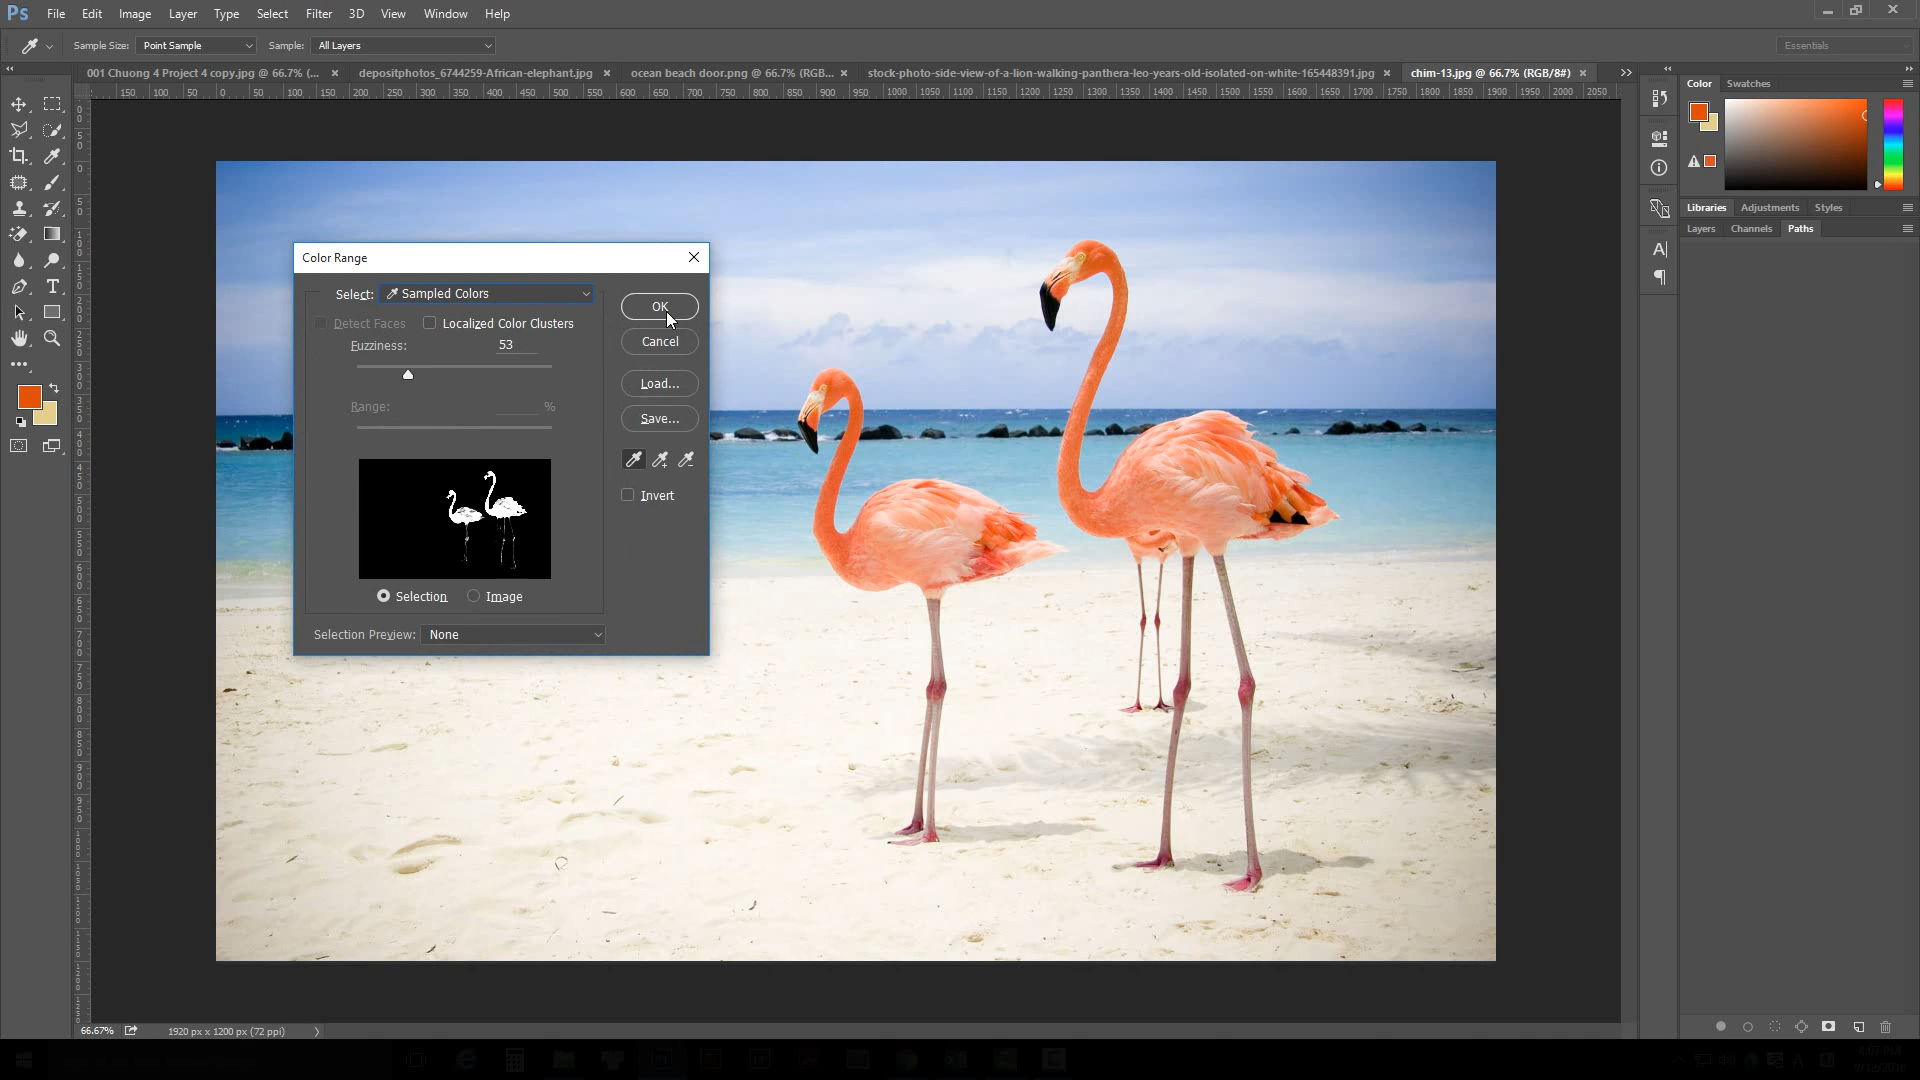 Ps File Edit Image Layer Type Select Filter 3D View Window Help
Sample Size: Point Sample Sample: All Layers Essentials
001 Chuong 4 Project 4 copy.jpg @ 66.7% (... × depositphotos_6744259-African-elephant.jpg × ocean beach door.png @ 66.7% (RGB... × stock-photo-side-view-of-a-lion-walking-panthera-leo-years-old-isolated-on-white-165448391.jpg × chim-13.jpg @ 66.7% (RGB/8#) ×
150 100 50 0 50 100 150 200 250 300 350 400 450 500 550 600 650 700 750 800 850 900 950 1000 1050 1100 1150 1200 1250 1300 1350 1400 1450 1500 1550 1600 1650 1700 1750 1800 1850 1900 1950 2000 2050
Color Swatches
Libraries Adjustments Styles
Layers Channels Paths
Color Range
Select: Sampled Colors
Detect Faces Localized Color Clusters
Fuzziness: 53
Range: %
Selection Image
Selection Preview: None
OK
Cancel
Load...
Save...
Invert
66.67% 1920 px x 1200 px (72 ppi)